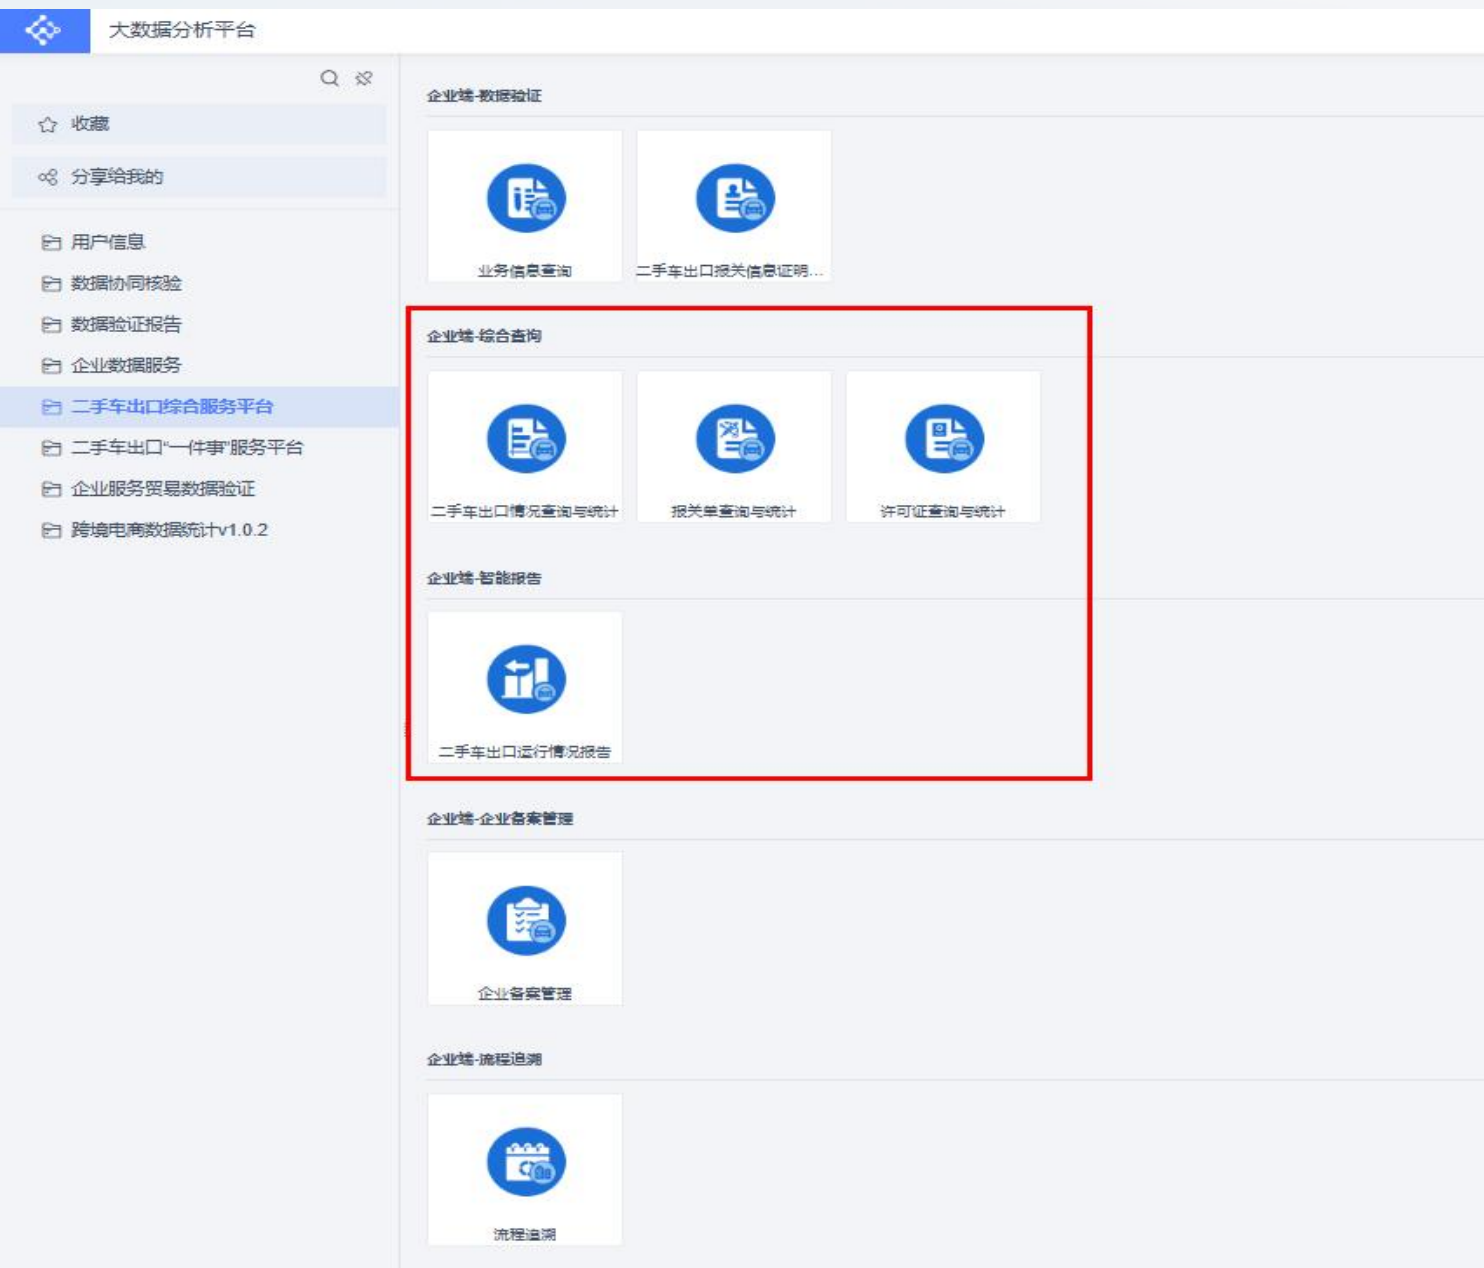 大数据分析平台
收藏
分享给我的
用户信息
数据协同核验
数据验证报告
企业数据服务
二手车出口综合服务平台
二手车出口“一件事”服务平台
企业服务贸易数据验证
跨境电商数据统计v1.0.2
企业端-数据验证
业务信息查询
二手车出口报关信息证明...
企业端-综合查询
二手车出口情况查询与统计
报关单查询与统计
许可证查询与统计
企业端-智能报告
二手车出口运行情况报告
企业端-企业备案管理
企业备案管理
企业端-流程追溯
流程追溯